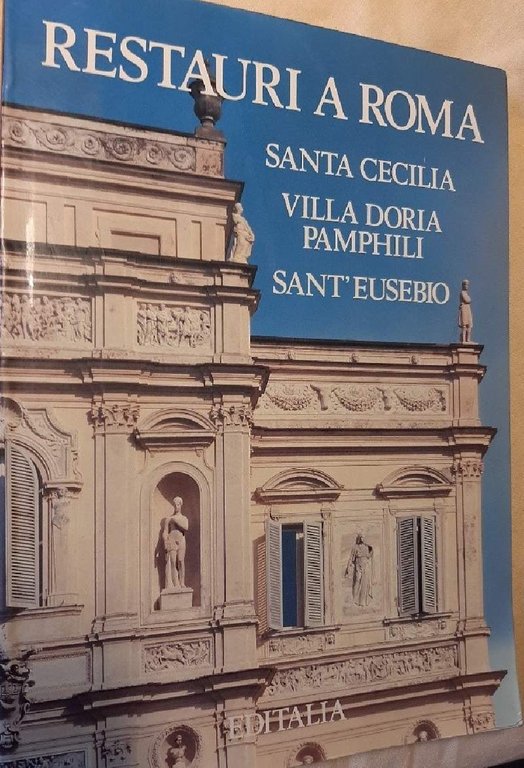 RESTAURI A ROMA
SANTA CECILIA
VILLA DORIA
PAMPHILI
SANT'EUSEBIO
EDITALIA